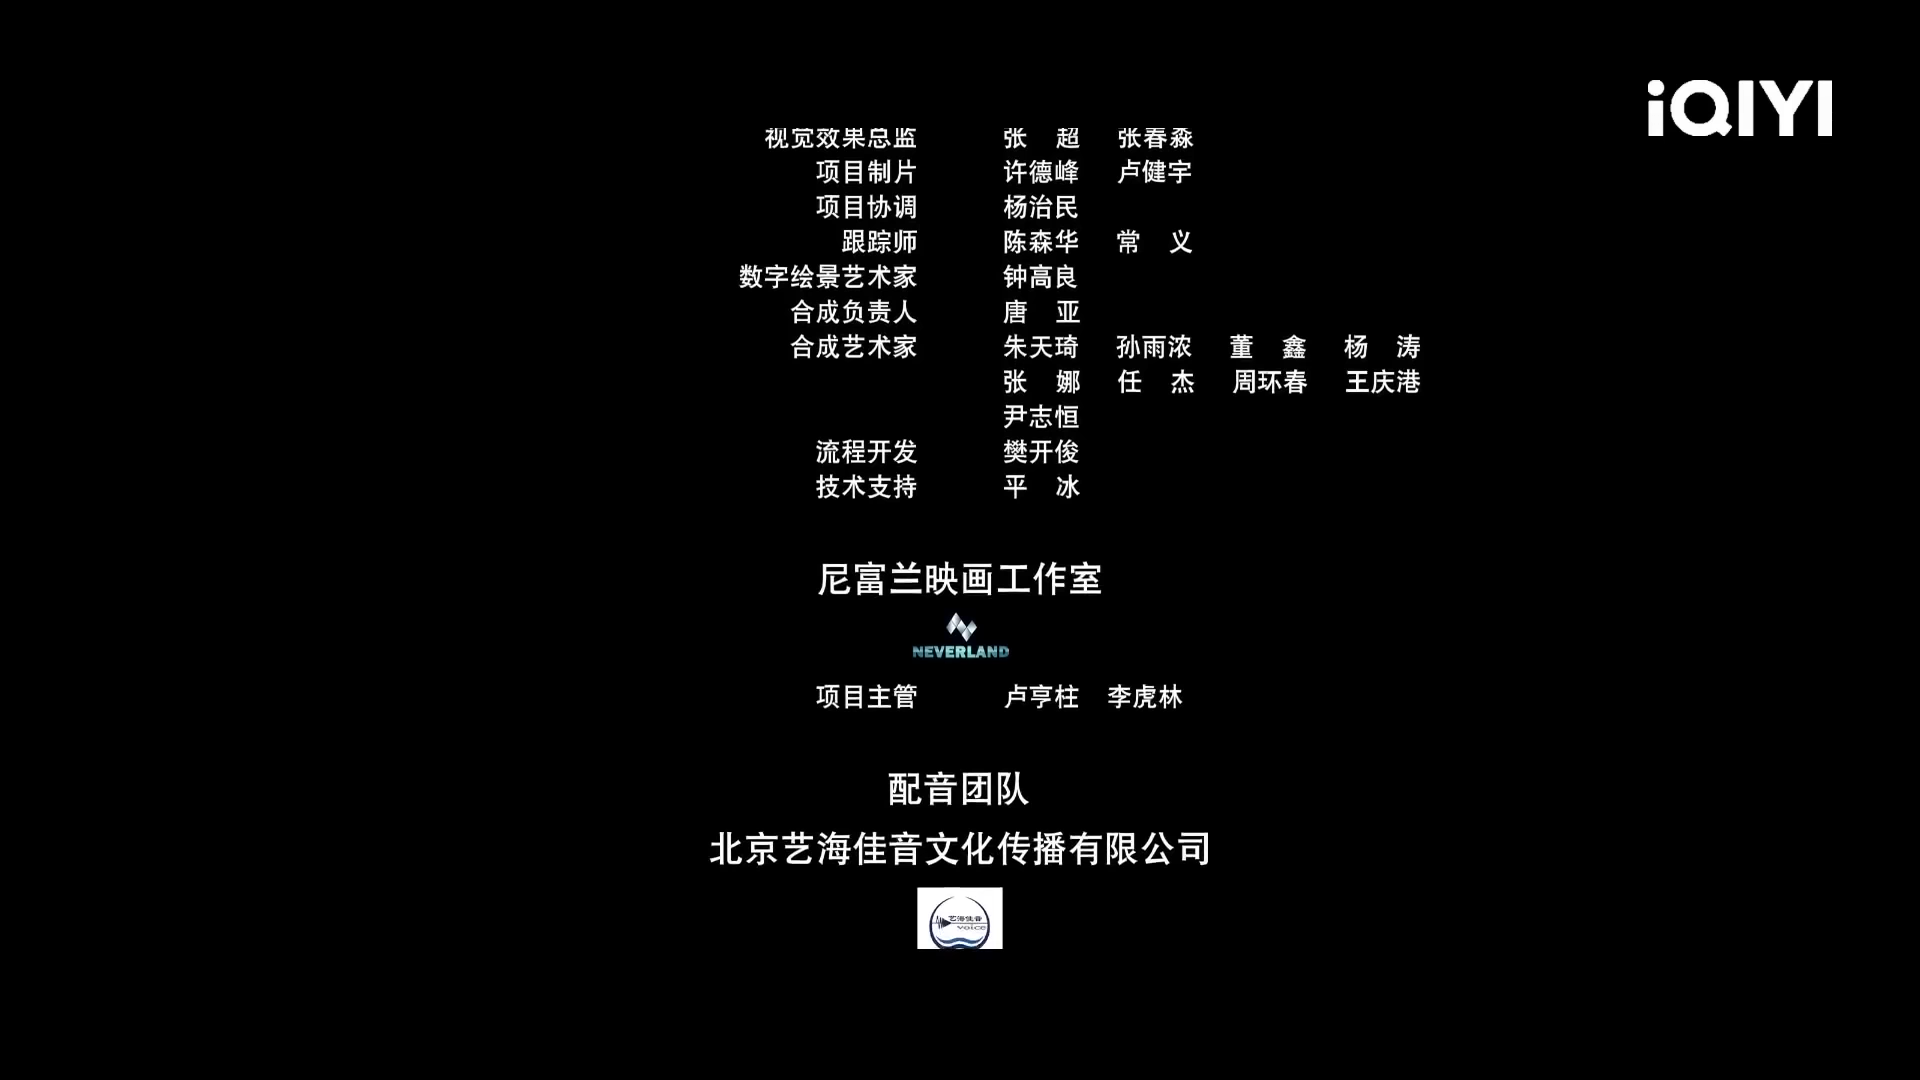 iQIYI
视觉效果总监 张 超 张春淼
项目制片 许德峰 卢健宇
项目协调 杨治民
跟踪师 陈森华 常 义
数字绘景艺术家 钟高良
合成负责人 唐 亚
合成艺术家 朱天琦 孙雨浓 董 鑫 杨 涛
张 娜 任 杰 周环春 王庆港
尹志恒
流程开发 樊开俊
技术支持 平 冰
尼富兰映画工作室
NEVERLAND
项目主管 卢亨柱 李虎林
配音团队
北京艺海佳音文化传播有限公司
艺海佳音
voice